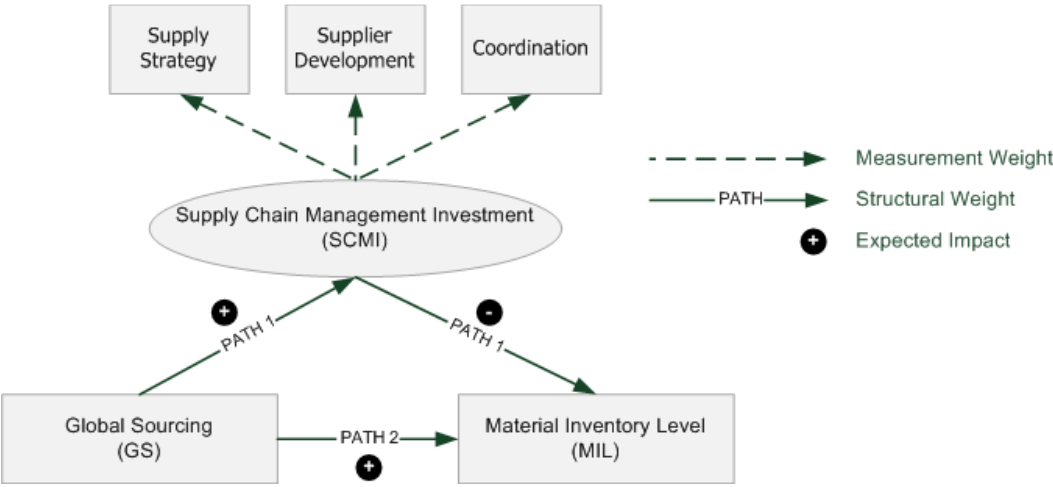 Supply
Strategy
Supplier
Development
Coordination
Measurement Weight
PATH
Structural Weight
+
Expected Impact
Supply Chain Management Investment
(SCMI)
+
PATH 1
-
PATH 1
Global Sourcing
(GS)
PATH 2
+
Material Inventory Level
(MIL)